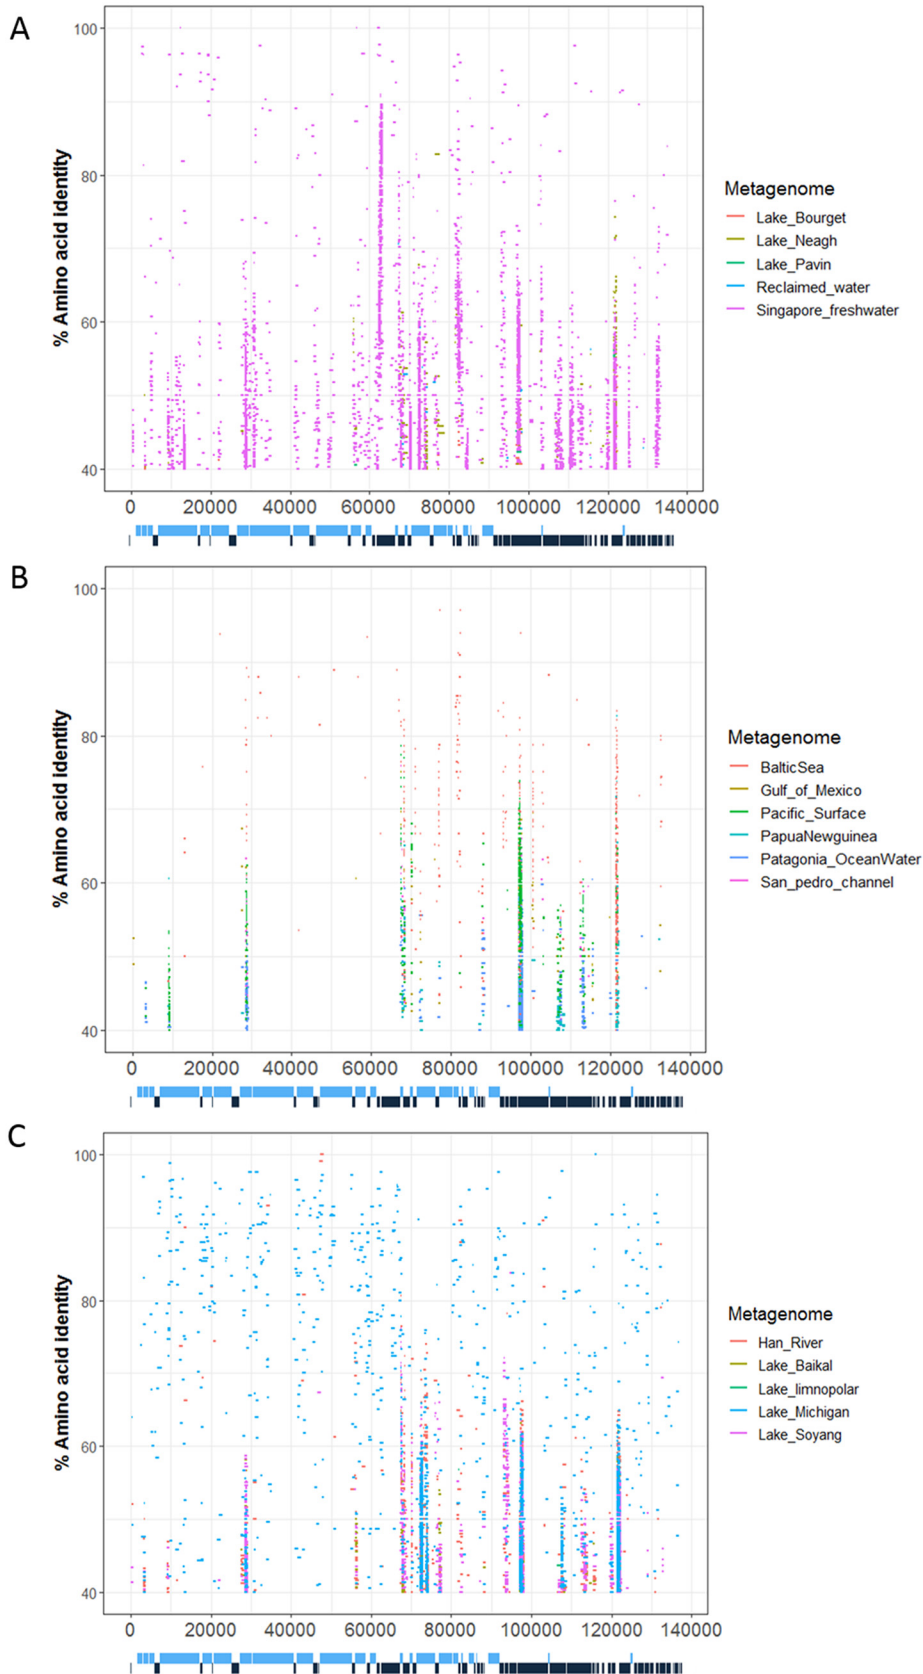 A
100
80
60
40
% Amino acid identity
0 20000 40000 60000 80000 100000 120000 140000
Metagenome
Lake_Bourget
Lake_Neagh
Lake_Pavin
Reclaimed_water
Singapore_freshwater
B
100
80
60
40
% Amino acid identity
0 20000 40000 60000 80000 100000 120000 140000
Metagenome
BalticSea
Gulf_of_Mexico
Pacific_Surface
PapuaNewguinea
Patagonia_OceanWater
San_pedro_channel
C
100
80
60
40
% Amino acid identity
0 20000 40000 60000 80000 100000 120000 140000
Metagenome
Han_River
Lake_Baikal
Lake_limnopolar
Lake_Michigan
Lake_Soyang